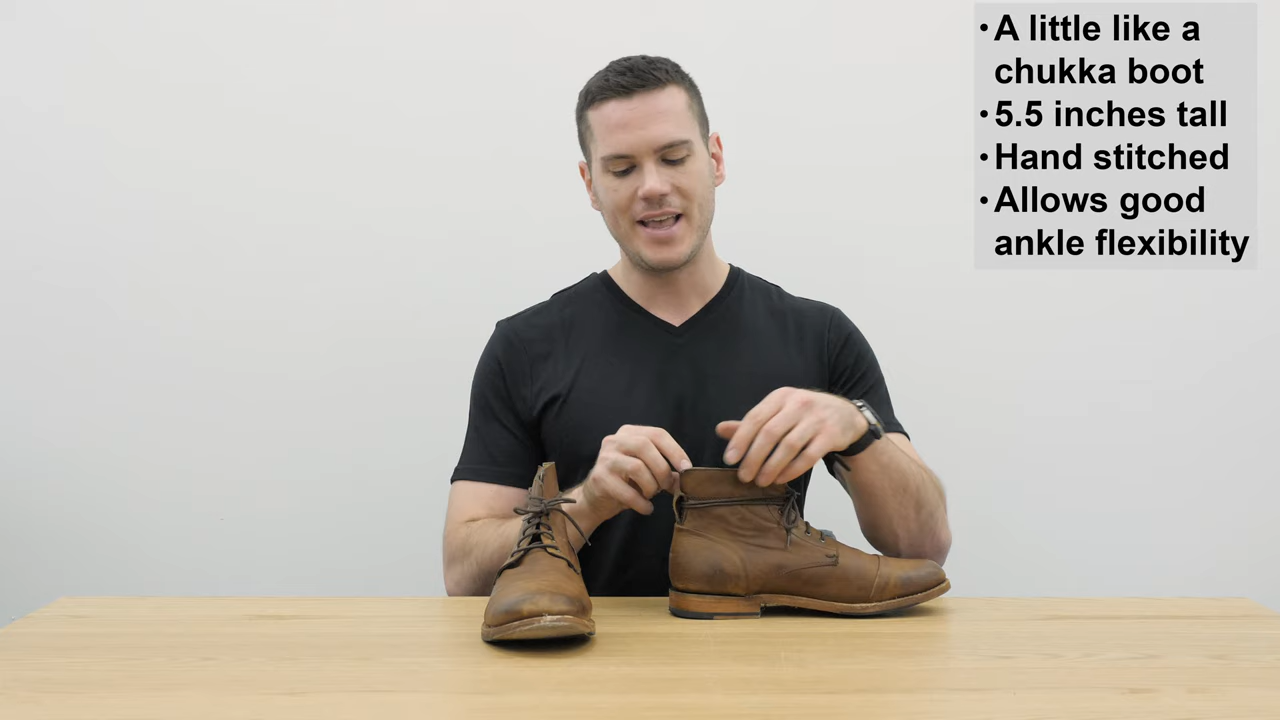 • A little like a
chukka boot
• 5.5 inches tall
• Hand stitched
• Allows good
ankle flexibility